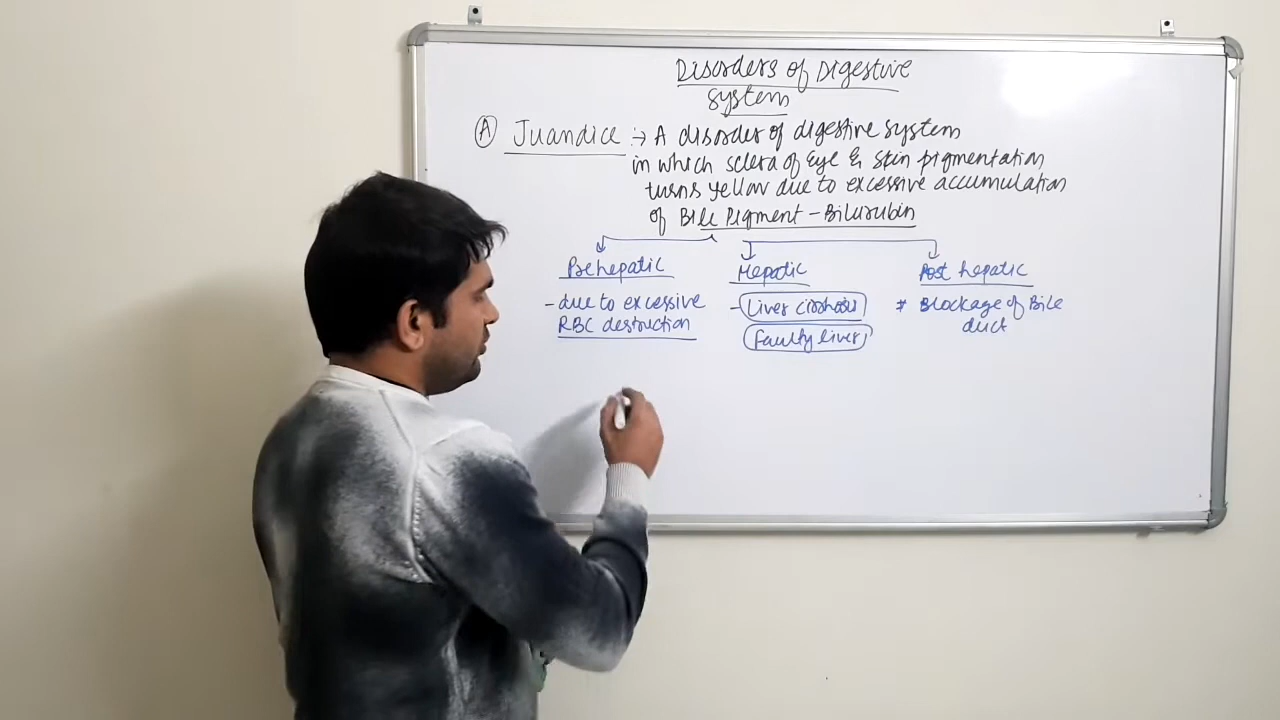 Disorders of Digestive
System
A Juandice :→ A disorder of digestive system
in which sclera of Eye & skin pigmentation
turns yellow due to excessive accumulation
of Bile Pigment - Bilirubin
Prehepatic
Hepatic
Post hepatic
- due to excessive
RBC destruction
- Liver cirrhosis
Faulty liver
* Blockage of Bile
duct